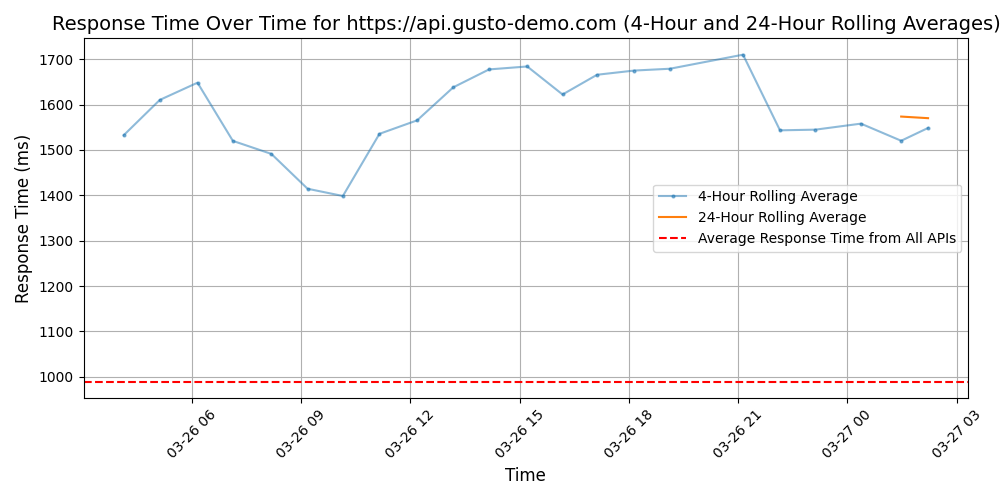 Response Time Over Time for https://api.gusto-demo.com (4-Hour and 24-Hour Rolling Averages)
Response Time (ms)
1700
1600
1500
1400
1300
1200
1100
1000
4-Hour Rolling Average
24-Hour Rolling Average
Average Response Time from All APIs
03-26 06
03-26 09
03-26 12
03-26 15
03-26 18
03-26 21
03-27 00
03-27 03
Time